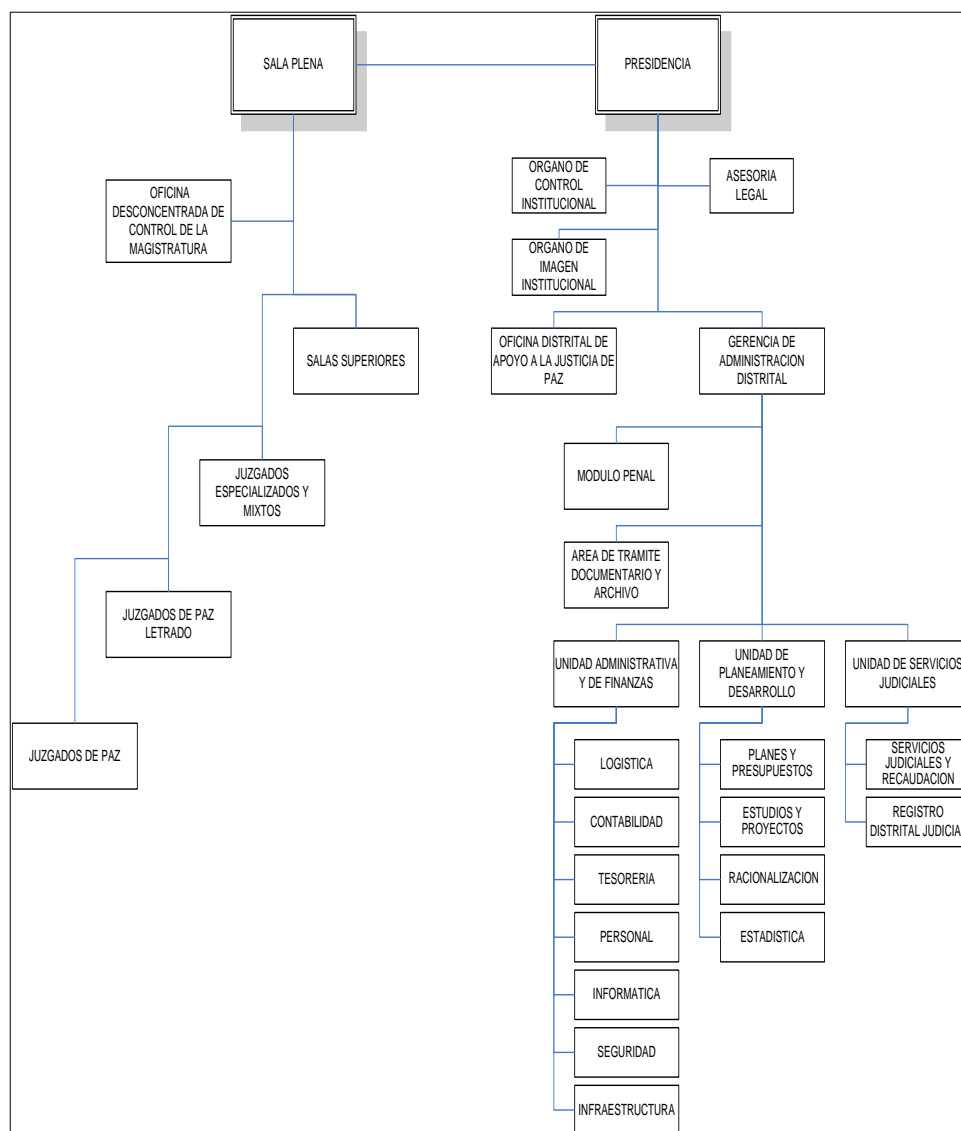 SALA PLENA
PRESIDENCIA
ORGANO DE
CONTROL
INSTITUCIONAL
ASESORIA
LEGAL
OFICINA
DESCONCENTRADA DE
CONTROL DE LA
MAGISTRATURA
ORGANO DE
IMAGEN
INSTITUCIONAL
SALAS SUPERIORES
OFICINA DISTRITAL DE
APOYO A LA JUSTICIA DE
PAZ
GERENCIA DE
ADMINISTRACION
DISTRITAL
MODULO PENAL
JUZGADOS
ESPECIALIZADOS Y
MIXTOS
AREA DE TRAMITE
DOCUMENTARIO Y
ARCHIVO
JUZGADOS DE PAZ
LETRADO
UNIDAD ADMINISTRATIVA
Y DE FINANZAS
UNIDAD DE
PLANEAMIENTO Y
DESARROLLO
UNIDAD DE SERVICIOS
JUDICIALES
JUZGADOS DE PAZ
LOGISTICA
CONTABILIDAD
TESORERIA
PERSONAL
INFORMATICA
SEGURIDAD
INFRAESTRUCTURA
PLANES Y
PRESUPUESTOS
ESTUDIOS Y
PROYECTOS
RACIONALIZACION
ESTADISTICA
SERVICIOS
JUDICIALES Y
RECAUDACION
REGISTRO
DISTRITAL JUDICIA